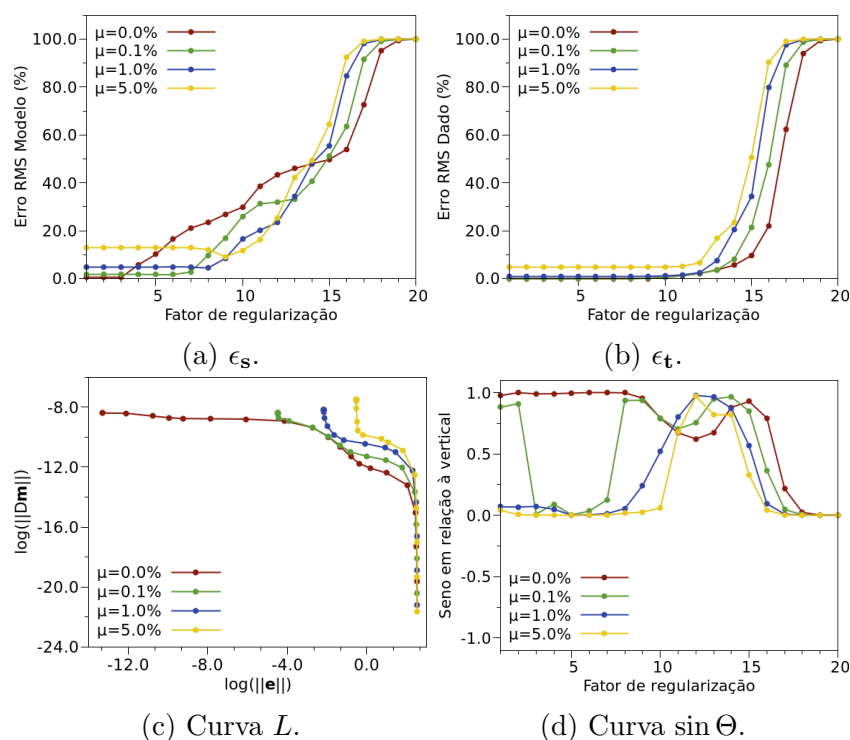 Erro RMS Modelo (%)
100.0
80.0
60.0
40.0
20.0
0.0
μ=0.0%
μ=0.1%
μ=1.0%
μ=5.0%
5
10
15
20
Fator de regularização
(a) ϵ𝐬.
Erro RMS Dado (%)
100.0
80.0
60.0
40.0
20.0
0.0
μ=0.0%
μ=0.1%
μ=1.0%
μ=5.0%
5
10
15
20
Fator de regularização
(b) ϵ𝐭.
log(||Dm||)
-8.0
-12.0
-16.0
-20.0
-24.0
μ=0.0%
μ=0.1%
μ=1.0%
μ=5.0%
-12.0
-8.0
-4.0
0.0
log(||e||)
(c) Curva L.
Seno em relação à vertical
1.0
0.5
0.0
-0.5
-1.0
μ=0.0%
μ=0.1%
μ=1.0%
μ=5.0%
5
10
15
20
Fator de regularização
(d) Curva sin Θ.